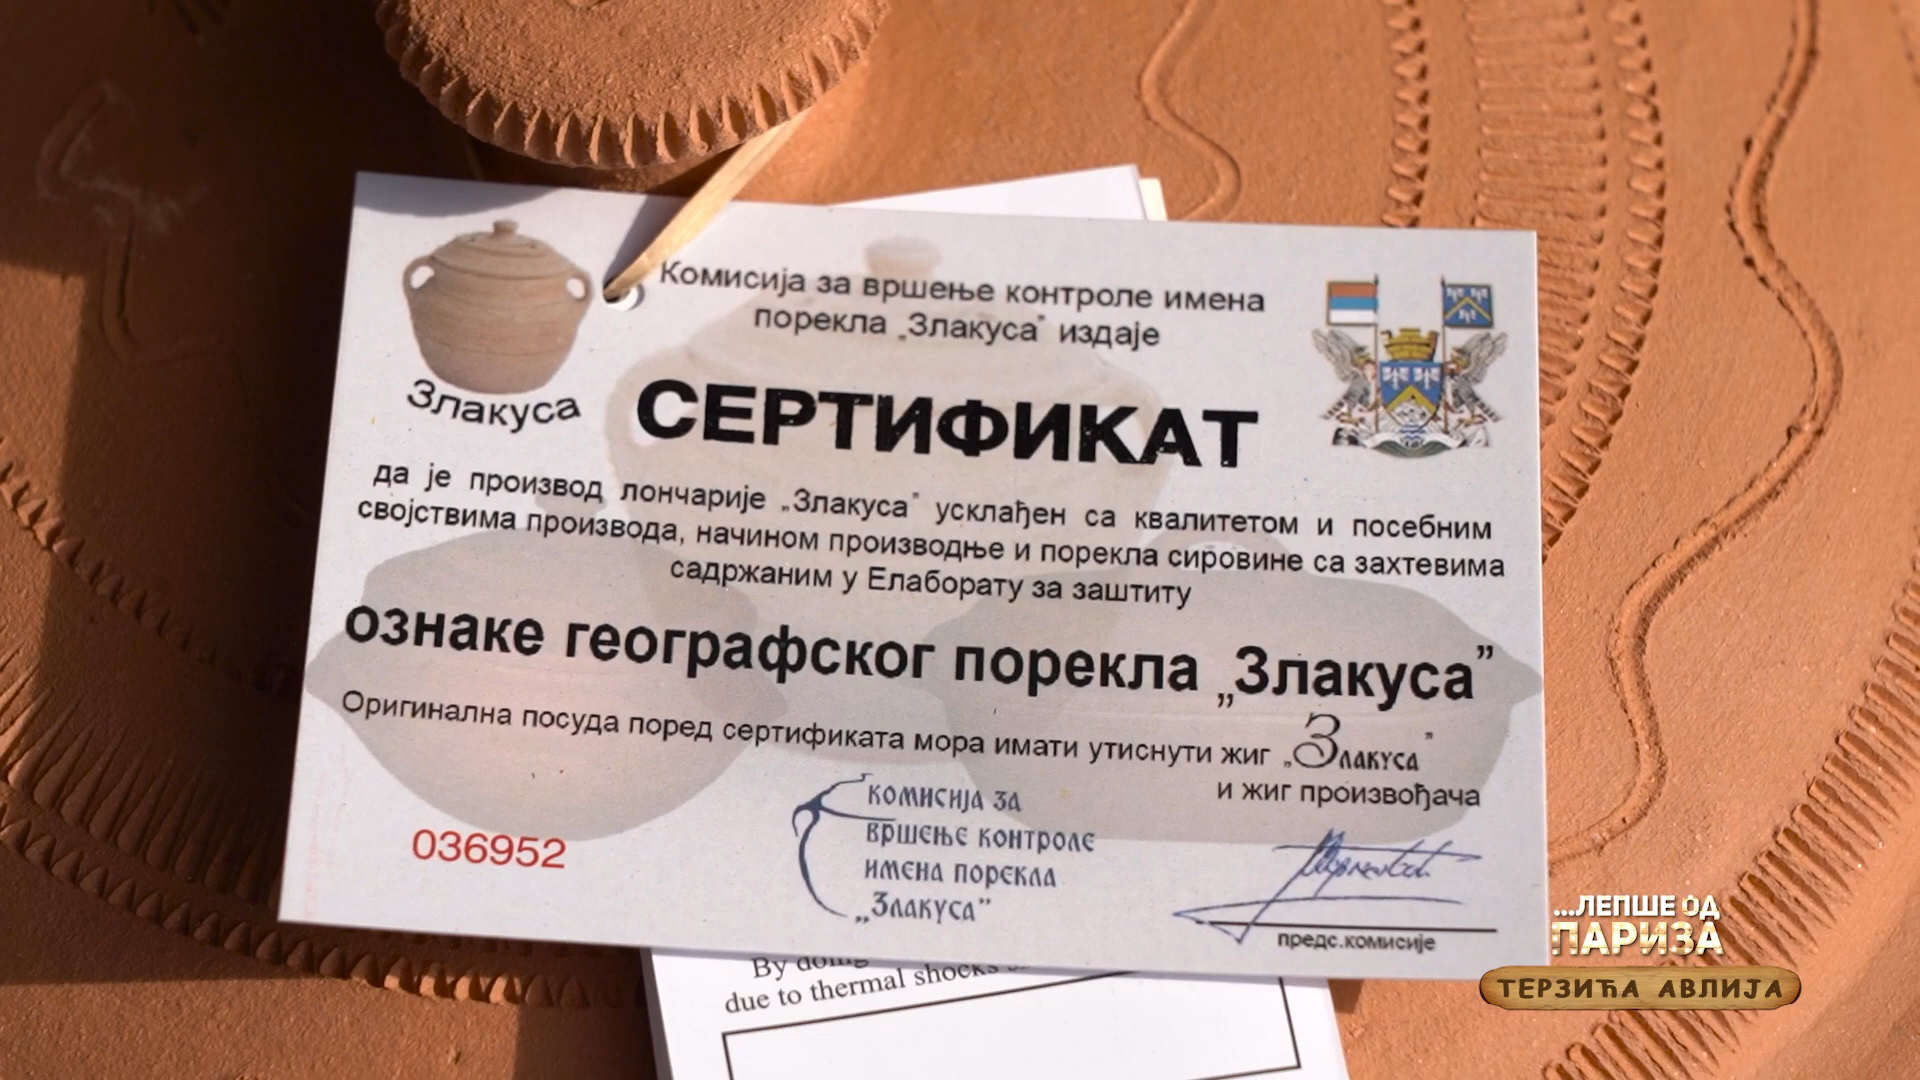 Комисија за вршење контроле имена
порекла „Злакуса” издаје
Злакуса
СЕРТИФИКАТ
да је производ лончарије „Злакуса” усклађен са квалитетом и посебним
својствима производа, начином производње и порекла сировине са захтевима
садржаним у Елаборату за заштиту
ознаке географског порекла „Злакуса”
Оригинална посуда поред сертификата мора имати утиснути жиг „Злакуса”
и жиг произвођача
036952
комисија за
вршење контроле
имена порекла
„Злакуса”
предс.комисије
By doing
due to thermal shocks
...ЛЕПШЕ ОД
ПАРИЗА
ТЕРЗИЋА АВЛИЈА